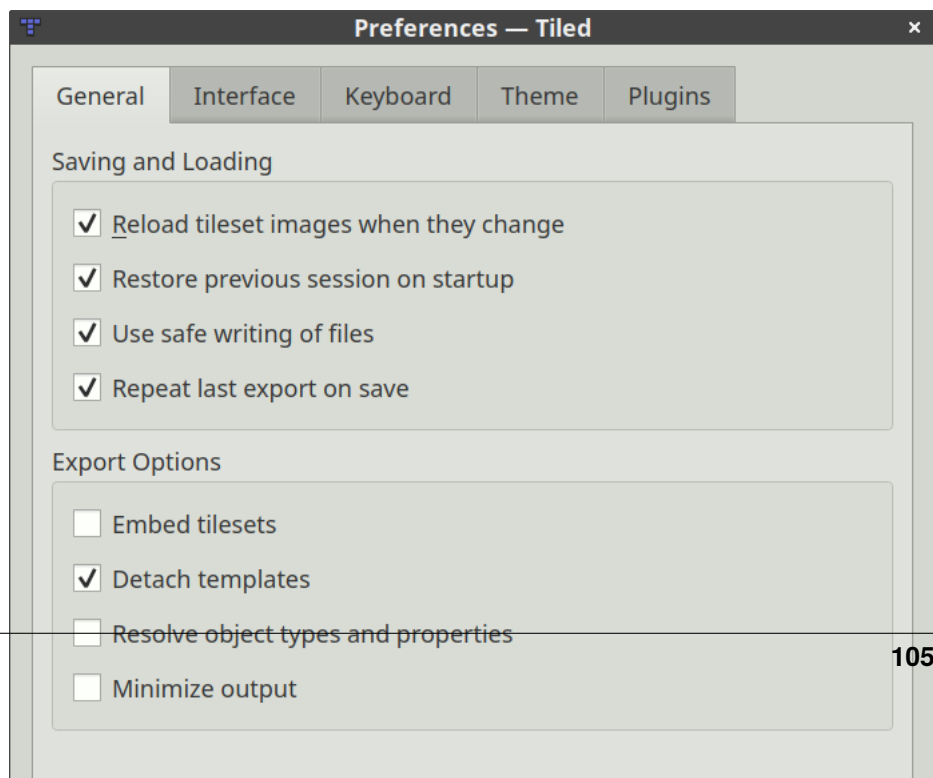 Preferences — Tiled
General Interface Keyboard Theme Plugins
Saving and Loading
Reload tileset images when they change
Restore previous session on startup
Use safe writing of files
Repeat last export on save
Export Options
Embed tilesets
Detach templates
Resolve object types and properties
105
Minimize output